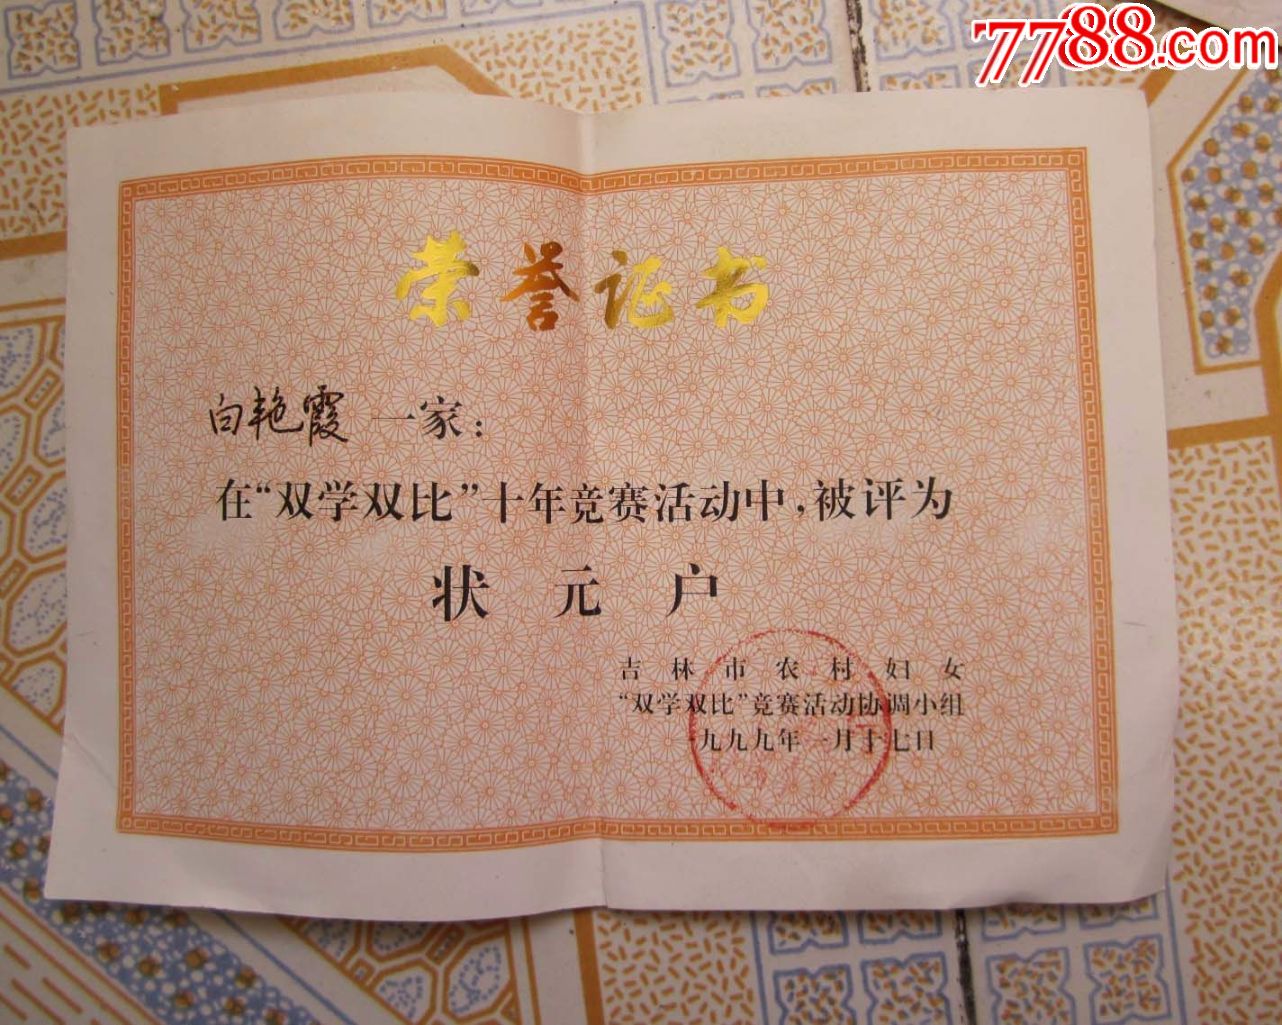 7788.com
荣誉证书
白艳霞 一家：
在“双学双比”十年竞赛活动中，被评为
状元户
吉林市农村妇女
“双学双比”竞赛活动协调小组
一九九九年一月十七日